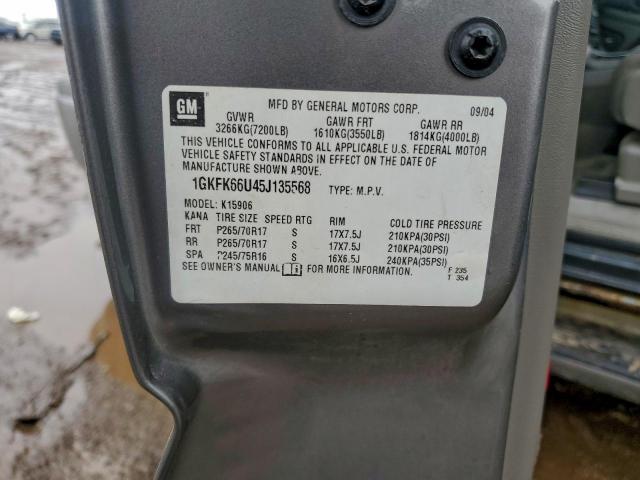 GM
MFD BY GENERAL MOTORS CORP. 09/04
GVWR GAWR FRT GAWR RR
3266KG(7200LB) 1610KG(3550LB) 1814KG(4000LB)
THIS VEHICLE CONFORMS TO ALL APPLICABLE U.S. FEDERAL MOTOR
VEHICLE SAFETY STANDARDS IN EFFECT ON THE DATE OF
MANUFACTURE SHOWN ABOVE.
1GKFK66U45J135568 TYPE: M.P.V.
MODEL: K15906
KANA TIRE SIZE SPEED RTG RIM COLD TIRE PRESSURE
FRT P265/70R17 S 17X7.5J 210KPA(30PSI)
RR P265/70R17 S 17X7.5J 210KPA(30PSI)
SPA P245/75R16 S 16X6.5J 240KPA(35PSI)
SEE OWNER'S MANUAL FOR MORE INFORMATION.
F 235
T 354